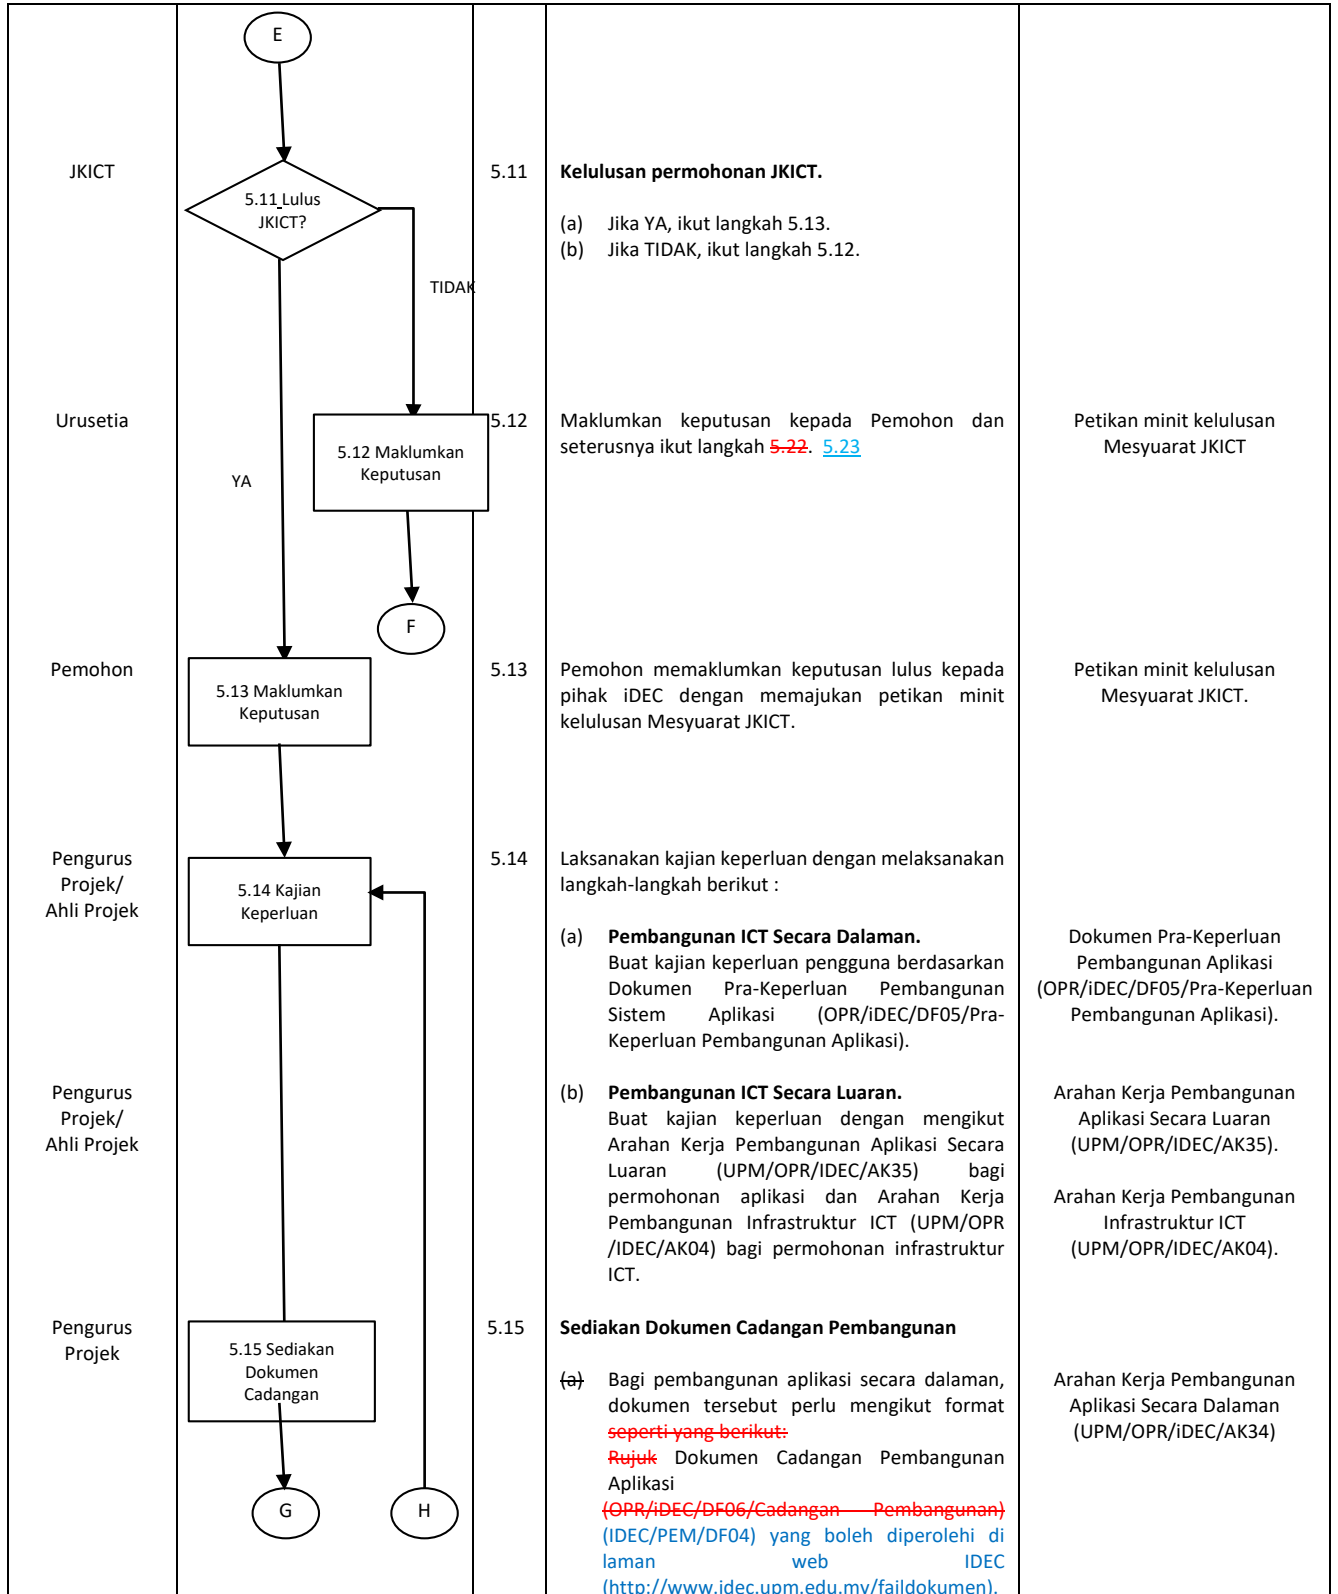 E
JKICT
5.11 Lulus
JKICT?
5.11
Kelulusan permohonan JKICT.
(a) Jika YA, ikut langkah 5.13.
(b) Jika TIDAK, ikut langkah 5.12.
TIDAK
YA
Urusetia
5.12 Maklumkan
Keputusan
5.12
Maklumkan keputusan kepada Pemohon dan
seterusnya ikut langkah 5.22. 5.23
Petikan minit kelulusan
Mesyuarat JKICT
F
Pemohon
5.13 Maklumkan
Keputusan
5.13
Pemohon memaklumkan keputusan lulus kepada
pihak iDEC dengan memajukan petikan minit
kelulusan Mesyuarat JKICT.
Petikan minit kelulusan
Mesyuarat JKICT.
Pengurus
Projek/
Ahli Projek
5.14 Kajian
Keperluan
5.14
Laksanakan kajian keperluan dengan melaksanakan
langkah-langkah berikut :
(a) Pembangunan ICT Secara Dalaman.
Buat kajian keperluan pengguna berdasarkan
Dokumen Pra-Keperluan Pembangunan
Sistem Aplikasi (OPR/iDEC/DF05/Pra-
Keperluan Pembangunan Aplikasi).
Dokumen Pra-Keperluan
Pembangunan Aplikasi
(OPR/iDEC/DF05/Pra-Keperluan
Pembangunan Aplikasi).
Pengurus
Projek/
Ahli Projek
(b) Pembangunan ICT Secara Luaran.
Buat kajian keperluan dengan mengikut
Arahan Kerja Pembangunan Aplikasi Secara
Luaran (UPM/OPR/IDEC/AK35) bagi
permohonan aplikasi dan Arahan Kerja
Pembangunan Infrastruktur ICT (UPM/OPR
/IDEC/AK04) bagi permohonan infrastruktur
ICT.
Arahan Kerja Pembangunan
Aplikasi Secara Luaran
(UPM/OPR/IDEC/AK35).
Arahan Kerja Pembangunan
Infrastruktur ICT
(UPM/OPR/IDEC/AK04).
Pengurus
Projek
5.15 Sediakan
Dokumen
Cadangan
5.15
Sediakan Dokumen Cadangan Pembangunan
(a) Bagi pembangunan aplikasi secara dalaman,
dokumen tersebut perlu mengikut format
seperti yang berikut:
Rujuk Dokumen Cadangan Pembangunan
Aplikasi
(OPR/iDEC/DF06/Cadangan Pembangunan)
(IDEC/PEM/DF04) yang boleh diperolehi di
laman web IDEC
(http://www.idec.upm.edu.my/faildokumen).
Arahan Kerja Pembangunan
Aplikasi Secara Dalaman
(UPM/OPR/iDEC/AK34)
G
H